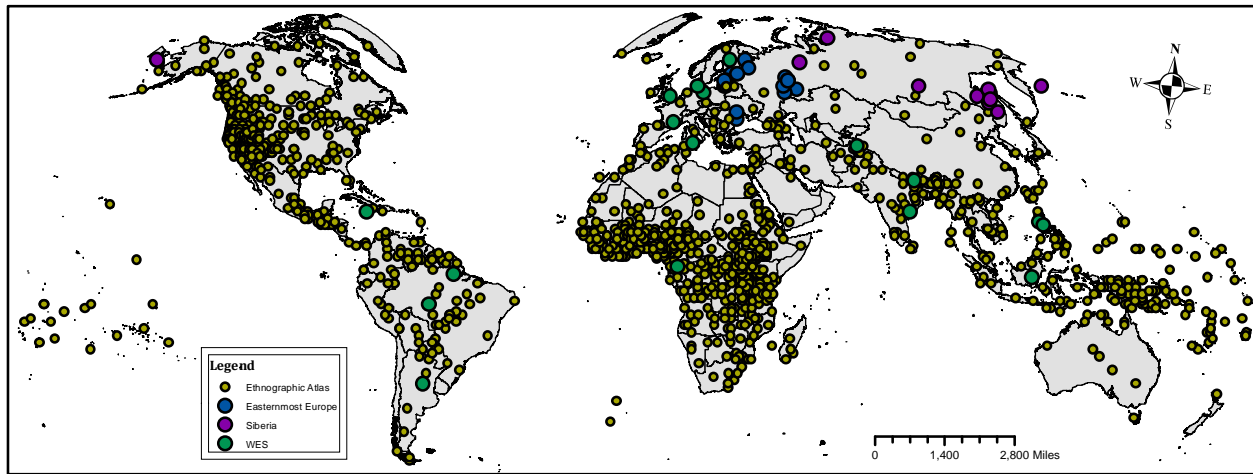 N
W E
S
Legend
Ethnographic Atlas
Easternmost Europe
Siberia
WES
0 1,400 2,800 Miles